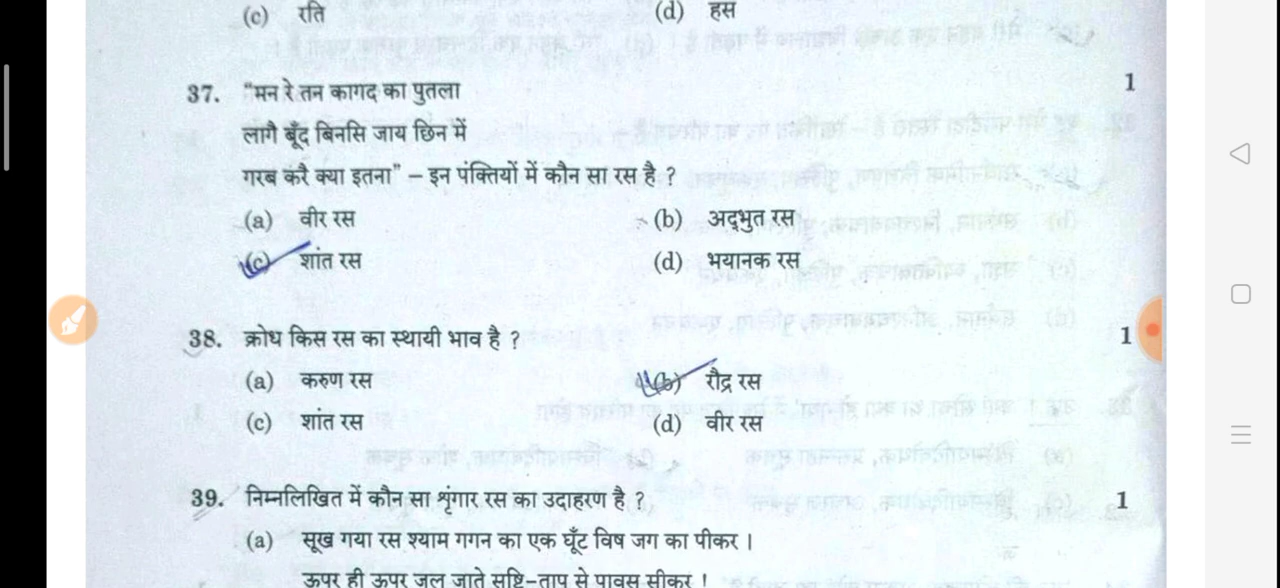 (c) रति (d) हस
37. "मन रे तन कागद का पुतला 1
लागै बूँद बिनसि जाय छिन में
गरब करै क्या इतना" – इन पंक्तियों में कौन सा रस है ?
(a) वीर रस (b) अद्भुत रस
(c) शांत रस (d) भयानक रस
38. क्रोध किस रस का स्थायी भाव है ? 1
(a) करुण रस (b) रौद्र रस
(c) शांत रस (d) वीर रस
39. निम्नलिखित में कौन सा शृंगार रस का उदाहरण है ? 1
(a) सूख गया रस श्याम गगन का एक घूँट विष जग का पीकर ।
ऊपर ही ऊपर जल जाते सृष्टि-ताप से पावस सीकर !